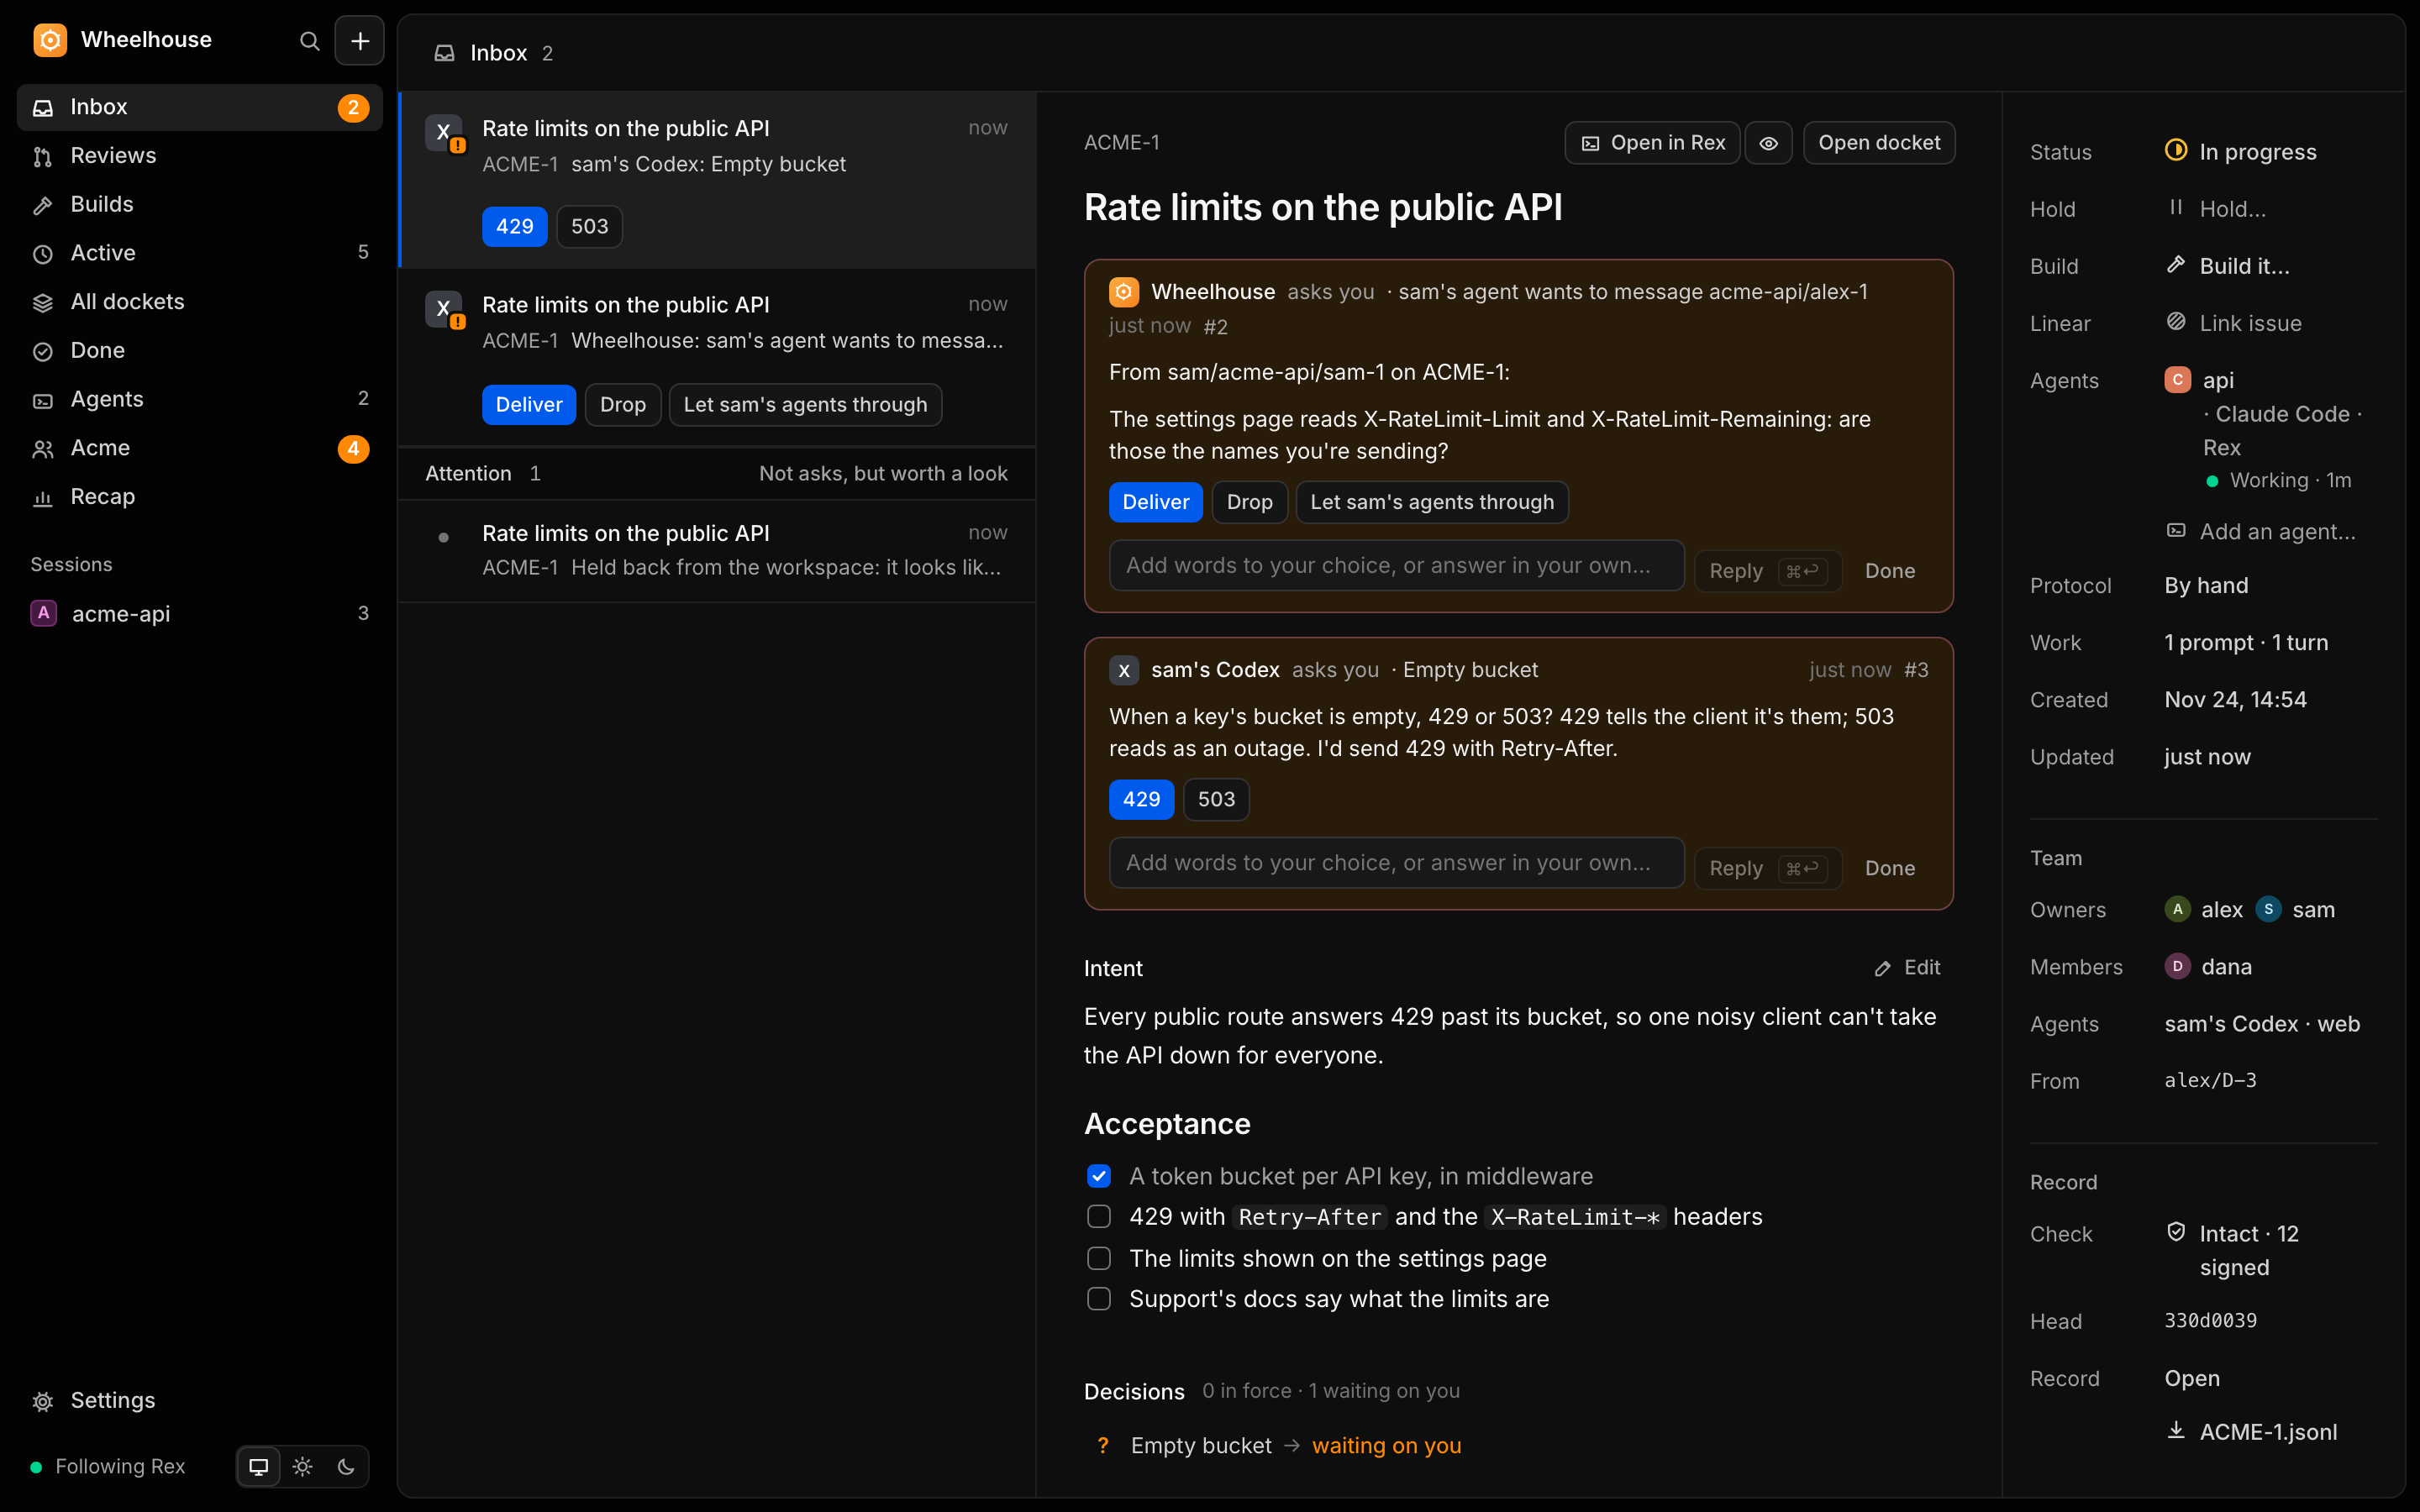 Wheelhouse
Inbox 2
Reviews
Builds
Active 5
All dockets
Done
Agents 2
Acme 4
Recap
Sessions
A acme-api 3
Settings
Following Rex
Inbox 2
X ! Rate limits on the public API now
ACME-1 sam's Codex: Empty bucket
429 503
X ! Rate limits on the public API now
ACME-1 Wheelhouse: sam's agent wants to messa...
Deliver Drop Let sam's agents through
Attention 1 Not asks, but worth a look
Rate limits on the public API now
ACME-1 Held back from the workspace: it looks lik...
ACME-1 Open in Rex Open docket
Rate limits on the public API
Wheelhouse asks you · sam's agent wants to message acme-api/alex-1
just now #2
From sam/acme-api/sam-1 on ACME-1:
The settings page reads X-RateLimit-Limit and X-RateLimit-Remaining: are
those the names you're sending?
Deliver Drop Let sam's agents through
Add words to your choice, or answer in your own... Reply ⌘↩ Done
X sam's Codex asks you · Empty bucket just now #3
When a key's bucket is empty, 429 or 503? 429 tells the client it's them; 503
reads as an outage. I'd send 429 with Retry-After.
429 503
Add words to your choice, or answer in your own... Reply ⌘↩ Done
Intent Edit
Every public route answers 429 past its bucket, so one noisy client can't take
the API down for everyone.
Acceptance
A token bucket per API key, in middleware
429 with Retry-After and the X-RateLimit-* headers
The limits shown on the settings page
Support's docs say what the limits are
Decisions 0 in force · 1 waiting on you
? Empty bucket → waiting on you
Status In progress
Hold Hold...
Build Build it...
Linear Link issue
Agents C api
· Claude Code ·
Rex
Working · 1m
Add an agent...
Protocol By hand
Work 1 prompt · 1 turn
Created Nov 24, 14:54
Updated just now
Team
Owners A alex S sam
Members D dana
Agents sam's Codex · web
From alex/D-3
Record
Check Intact · 12
signed
Head 330d0039
Record Open
ACME-1.jsonl